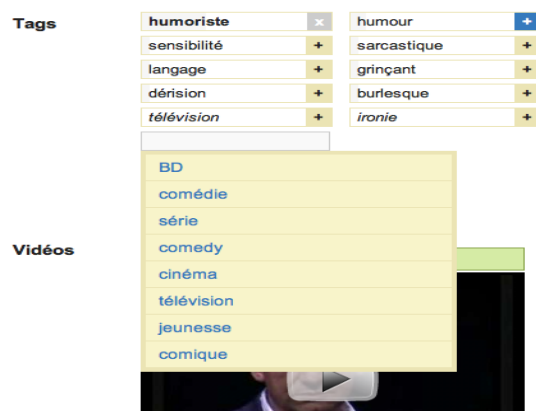 Tags
humoriste x humour +
sensibilité + sarcastique +
langage + grinçant +
dérision + burlesque +
télévision + ironie +
BD
comédie
série
Vidéos
comedy
cinéma
télévision
jeunesse
comique